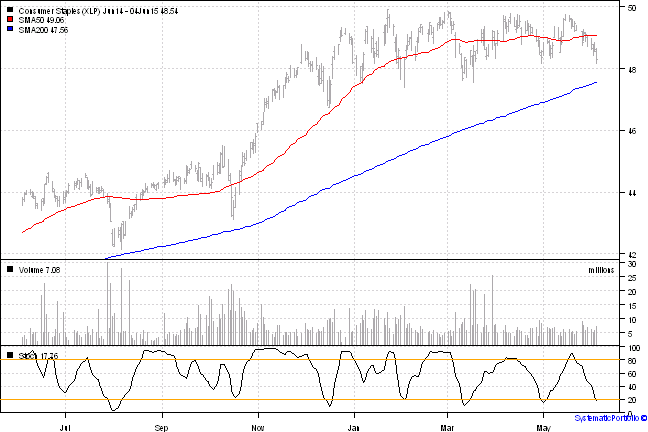 Consumer Staples (XLP) Jun14 - 04Jun15 48.54
SMA50 49.06
SMA200 47.56
50
48
46
44
42
Volume 7.08
millions
30
25
20
15
10
5
Stoch 17.76
100
80
60
40
20
0
Jul
Sep
Nov
Jan
Mar
May
SystematicPortfolio ©